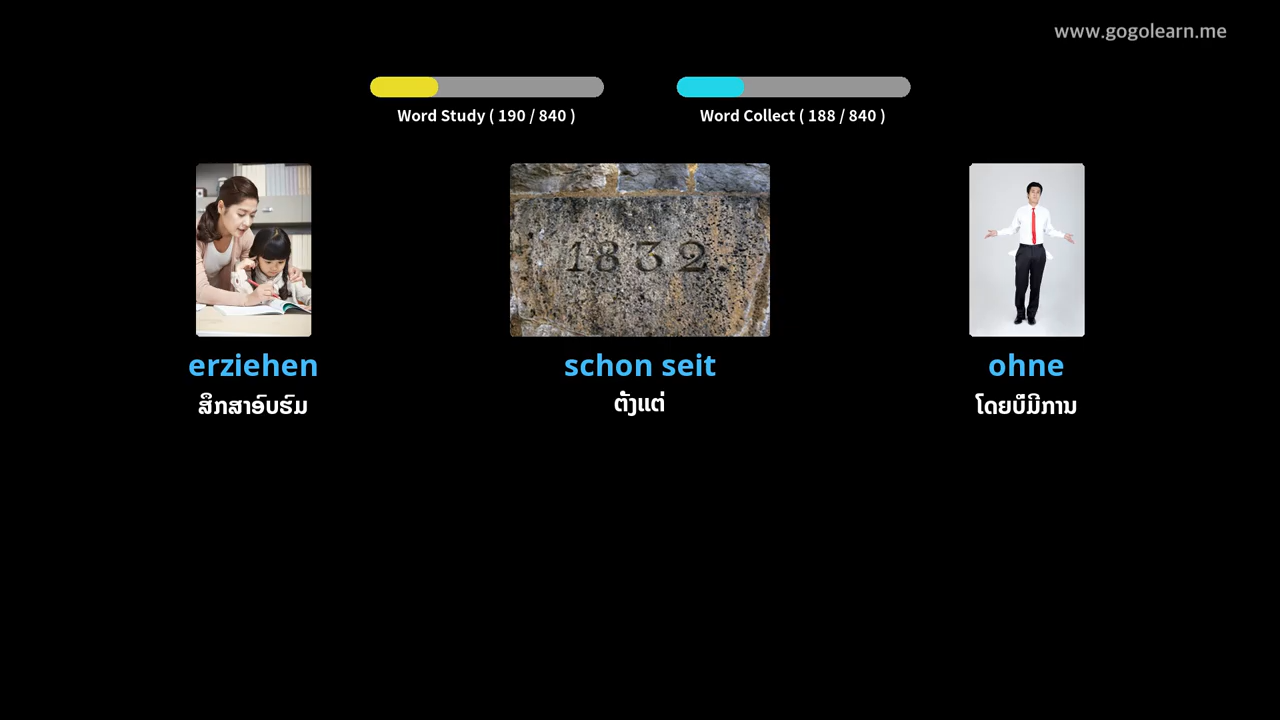 www.gogolearn.me
Word Study ( 190 / 840 )
Word Collect ( 188 / 840 )
1832.
erziehen
schon seit
ohne
ສຶກສາອົບຮົມ
ຕັ້ງແຕ່
ໂດຍບໍ່ມີການ